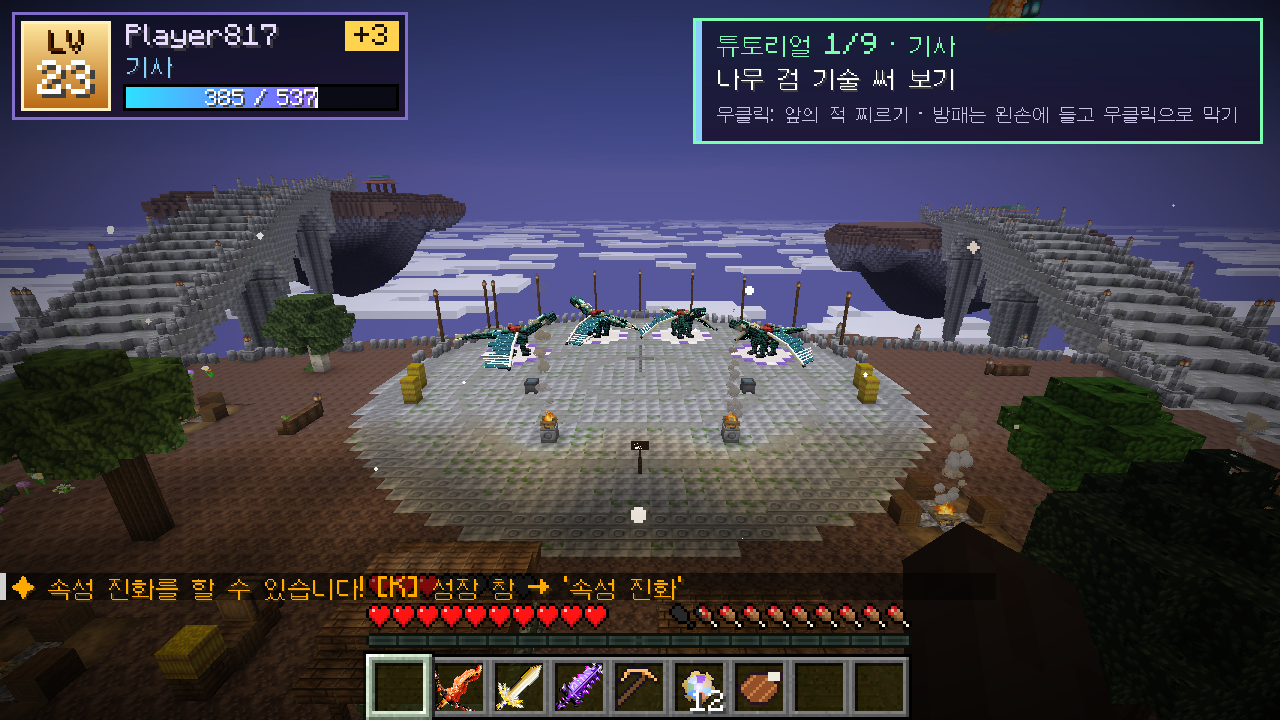 LV
23
Player817
+3
기사
385 / 537
튜토리얼 1/9 · 기사
나무 검 기술 써 보기
우클릭: 앞의 적 찌르기 · 방패는 왼손에 들고 우클릭으로 막기
✦ 속성 진화를 할 수 있습니다! [K] 성장 창 → '속성 진화'
12